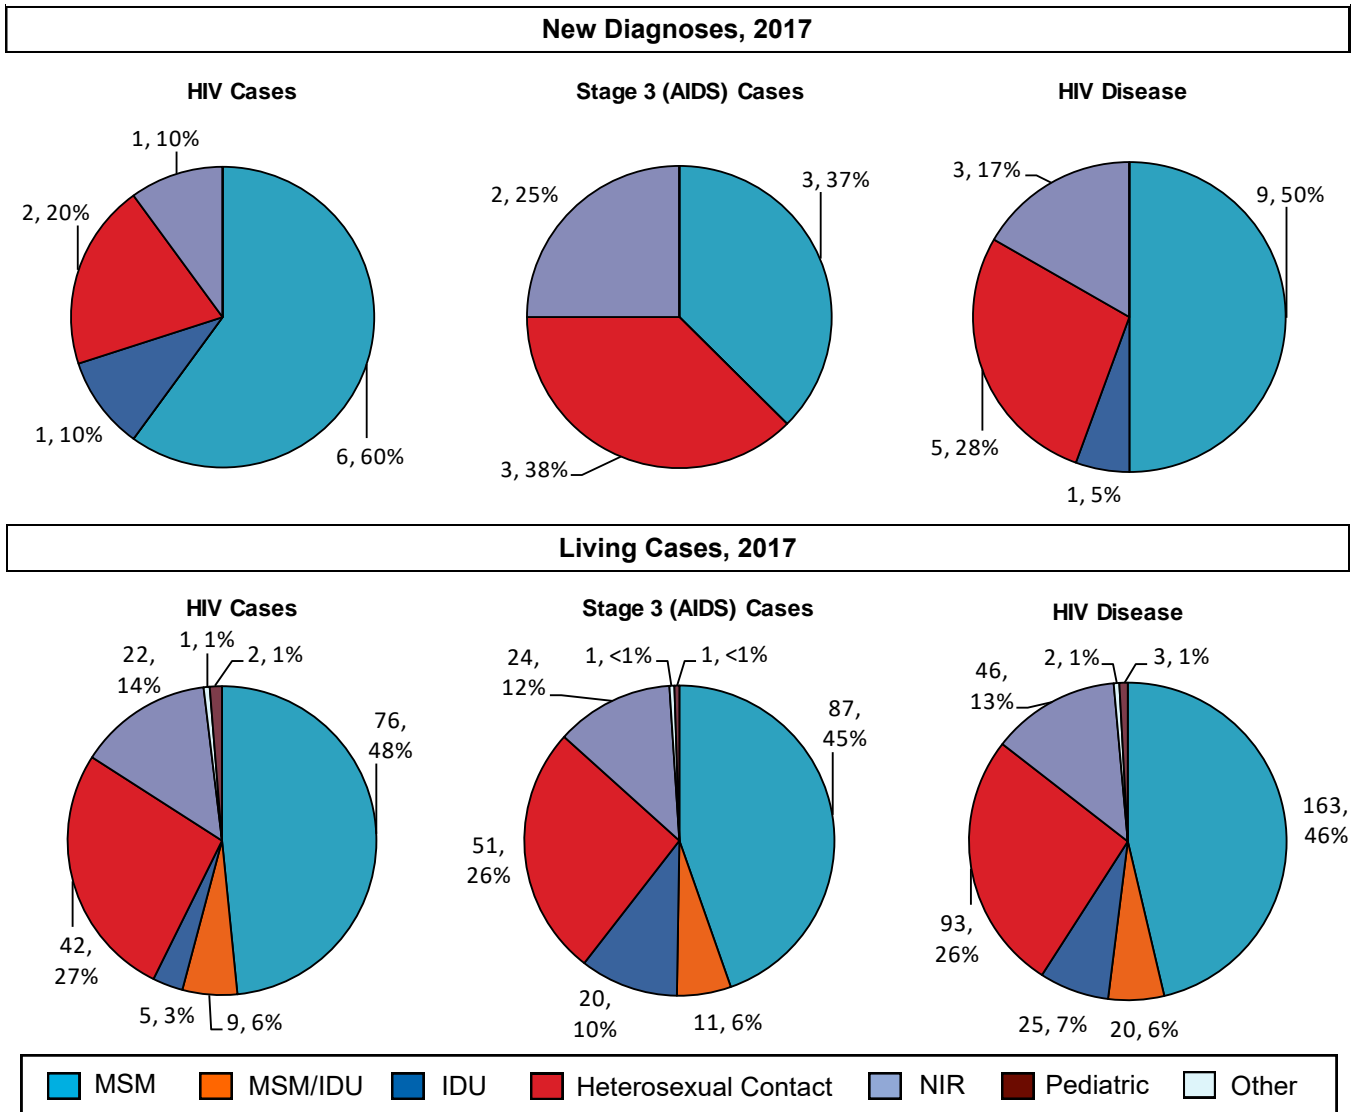 New Diagnoses, 2017
HIV Cases
Stage 3 (AIDS) Cases
HIV Disease
1, 10%
2, 20%
1, 10%
6, 60%
2, 25%
3, 37%
3, 38%
3, 17%
9, 50%
5, 28%
1, 5%
Living Cases, 2017
HIV Cases
Stage 3 (AIDS) Cases
HIV Disease
22,
14%
1, 1%
2, 1%
76,
48%
42,
27%
5, 3%
9, 6%
24,
12%
1, <1%
1, <1%
87,
45%
51,
26%
20,
10%
11, 6%
46,
13%
2, 1%
3, 1%
163,
46%
93,
26%
25, 7%
20, 6%
MSM
MSM/IDU
IDU
Heterosexual Contact
NIR
Pediatric
Other